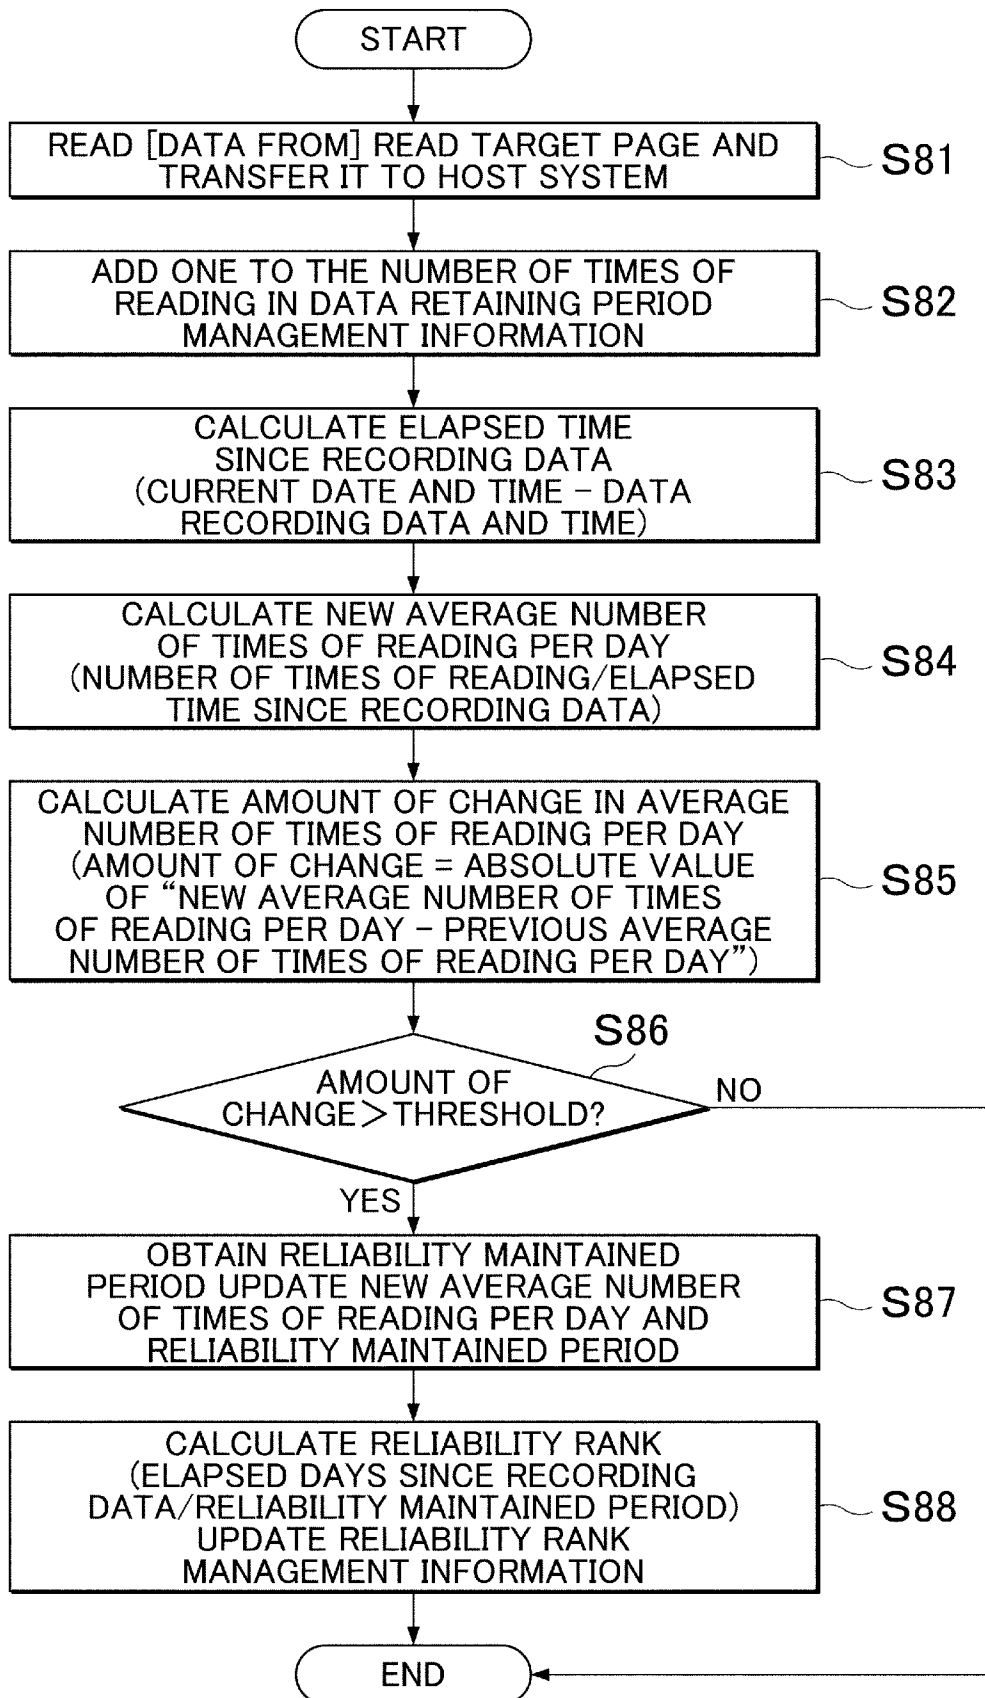 START
READ [DATA FROM] READ TARGET PAGE AND
TRANSFER IT TO HOST SYSTEM
S81
ADD ONE TO THE NUMBER OF TIMES OF
READING IN DATA RETAINING PERIOD
MANAGEMENT INFORMATION
S82
CALCULATE ELAPSED TIME
SINCE RECORDING DATA
(CURRENT DATE AND TIME – DATA
RECORDING DATA AND TIME)
S83
CALCULATE NEW AVERAGE NUMBER
OF TIMES OF READING PER DAY
(NUMBER OF TIMES OF READING/ELAPSED
TIME SINCE RECORDING DATA)
S84
CALCULATE AMOUNT OF CHANGE IN AVERAGE
NUMBER OF TIMES OF READING PER DAY
(AMOUNT OF CHANGE = ABSOLUTE VALUE
OF “NEW AVERAGE NUMBER OF TIMES
OF READING PER DAY – PREVIOUS AVERAGE
NUMBER OF TIMES OF READING PER DAY”)
S85
S86
AMOUNT OF
CHANGE＞THRESHOLD?
NO
YES
OBTAIN RELIABILITY MAINTAINED
PERIOD UPDATE NEW AVERAGE NUMBER
OF TIMES OF READING PER DAY AND
RELIABILITY MAINTAINED PERIOD
S87
CALCULATE RELIABILITY RANK
(ELAPSED DAYS SINCE RECORDING
DATA/RELIABILITY MAINTAINED PERIOD)
UPDATE RELIABILITY RANK
MANAGEMENT INFORMATION
S88
END